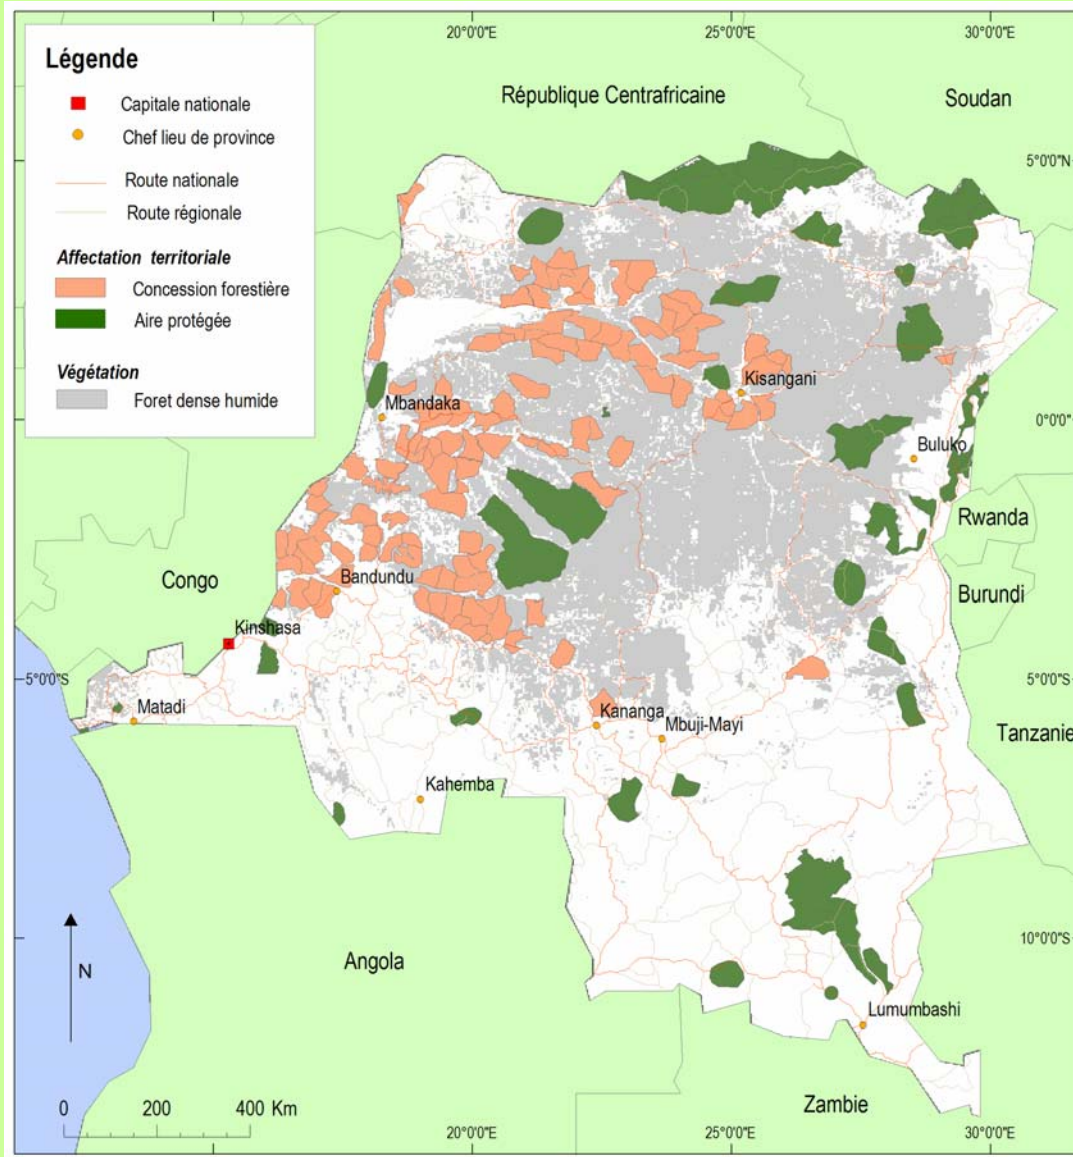 Légende
Capitale nationale
Chef lieu de province
Route nationale
Route régionale
Affectation territoriale
Concession forestière
Aire protégée
Végétation
Foret dense humide
20°0'0"E
25°0'0"E
30°0'0"E
République Centrafricaine
Soudan
5°0'0"N
Kisangani
Mbandaka
0°0'0"
Buluko
Rwanda
Congo
Bandundu
Burundi
Kinshasa
5°0'0"S
5°0'0"S
Matadi
Kananga
Mbuji-Mayi
Tanzanie
Kahemba
10°0'0"S
N
Angola
Lumumbashi
Zambie
0 200 400 Km
20°0'0"E
25°0'0"E
30°0'0"E